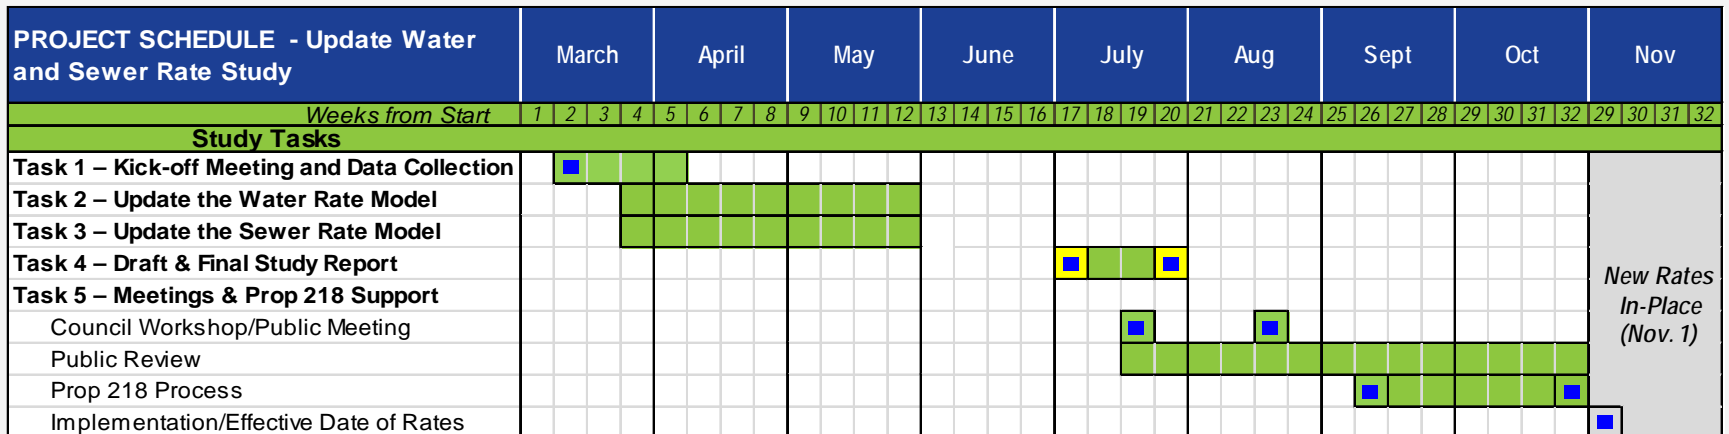 PROJECT SCHEDULE - Update Water
and Sewer Rate Study
March April May June July Aug Sept Oct Nov
Weeks from Start 1 2 3 4 5 6 7 8 9 10 11 12 13 14 15 16 17 18 19 20 21 22 23 24 25 26 27 28 29 30 31 32 29 30 31 32
Study Tasks
Task 1 – Kick-off Meeting and Data Collection
Task 2 – Update the Water Rate Model
Task 3 – Update the Sewer Rate Model
Task 4 – Draft & Final Study Report
Task 5 – Meetings & Prop 218 Support
Council Workshop/Public Meeting
Public Review
Prop 218 Process
Implementation/Effective Date of Rates
New Rates
In-Place
(Nov. 1)